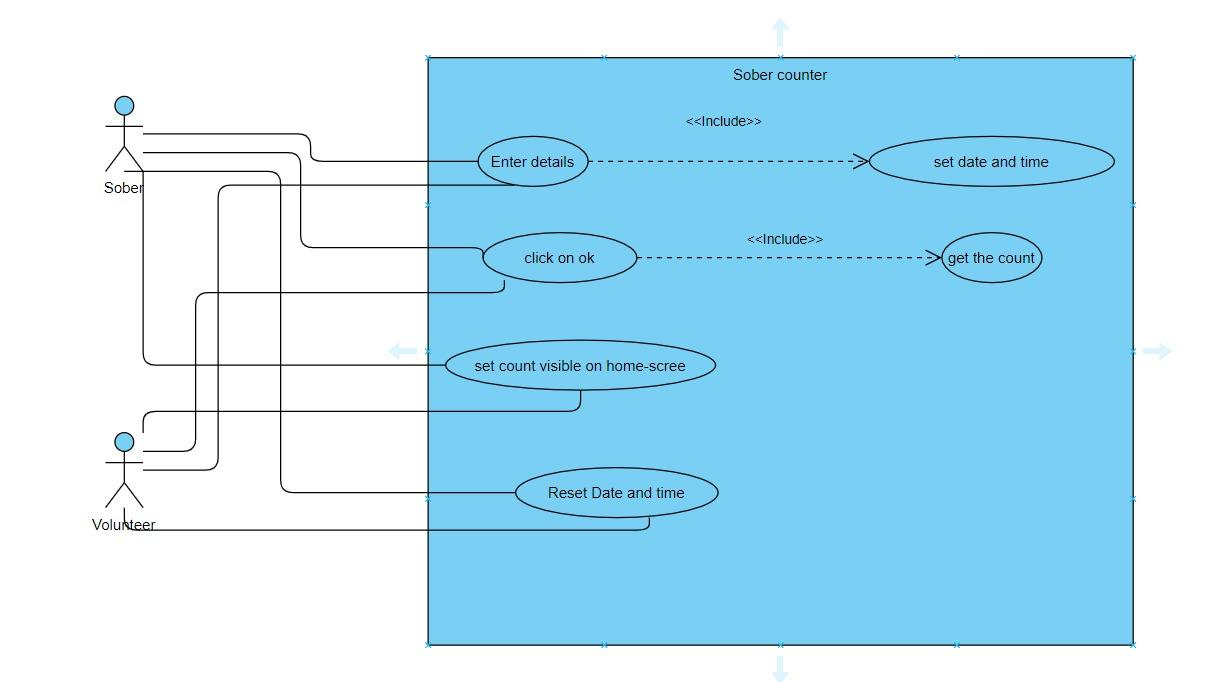 Sober counter
<<Include>>
Sober
Enter details
set date and time
<<Include>>
click on ok
get the count
set count visible on home-scree
Reset Date and time
Volunteer